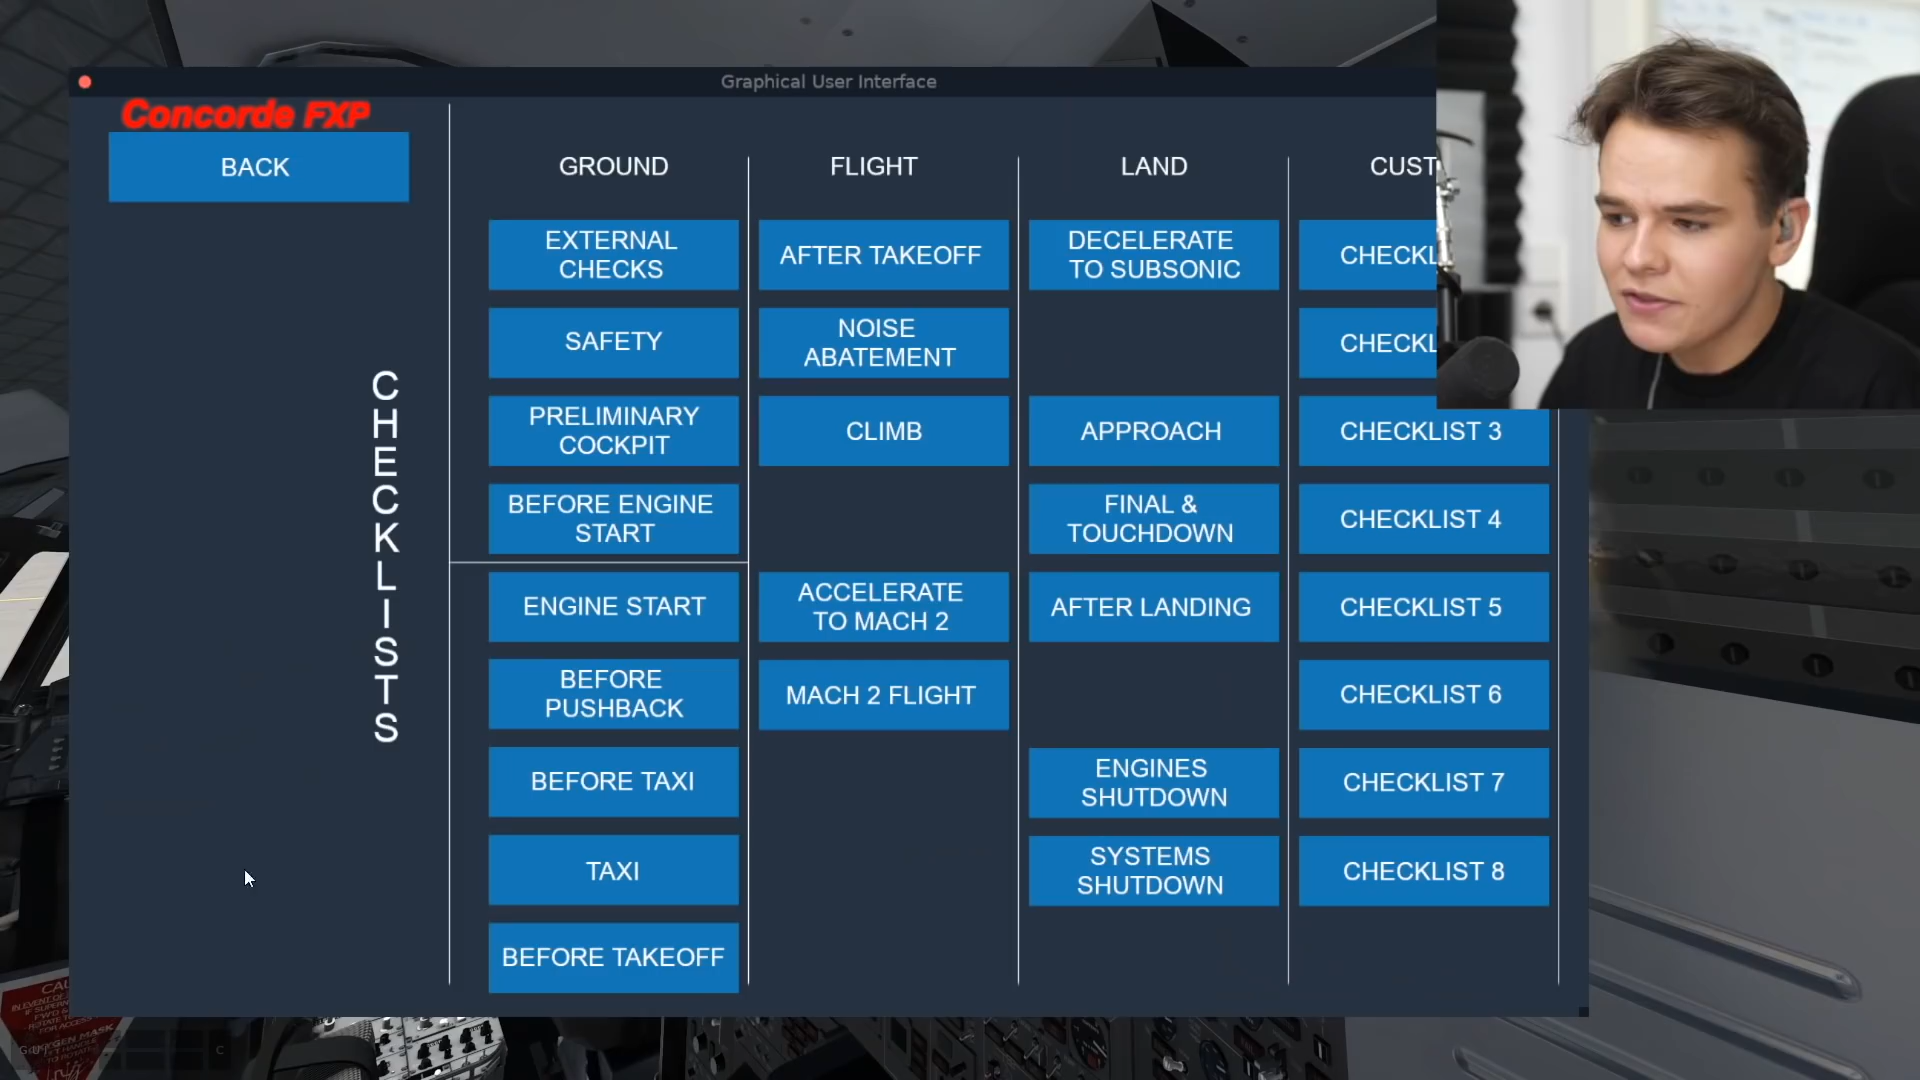 Graphical User Interface
Concorde FXP
BACK
CHECKLISTS
GROUND
EXTERNAL
CHECKS
SAFETY
PRELIMINARY
COCKPIT
BEFORE ENGINE
START
ENGINE START
BEFORE
PUSHBACK
BEFORE TAXI
TAXI
BEFORE TAKEOFF
FLIGHT
AFTER TAKEOFF
NOISE
ABATEMENT
CLIMB
ACCELERATE
TO MACH 2
MACH 2 FLIGHT
LAND
DECELERATE
TO SUBSONIC
APPROACH
FINAL &
TOUCHDOWN
AFTER LANDING
ENGINES
SHUTDOWN
SYSTEMS
SHUTDOWN
CUST
CHECKL
CHECKL
CHECKLIST 3
CHECKLIST 4
CHECKLIST 5
CHECKLIST 6
CHECKLIST 7
CHECKLIST 8